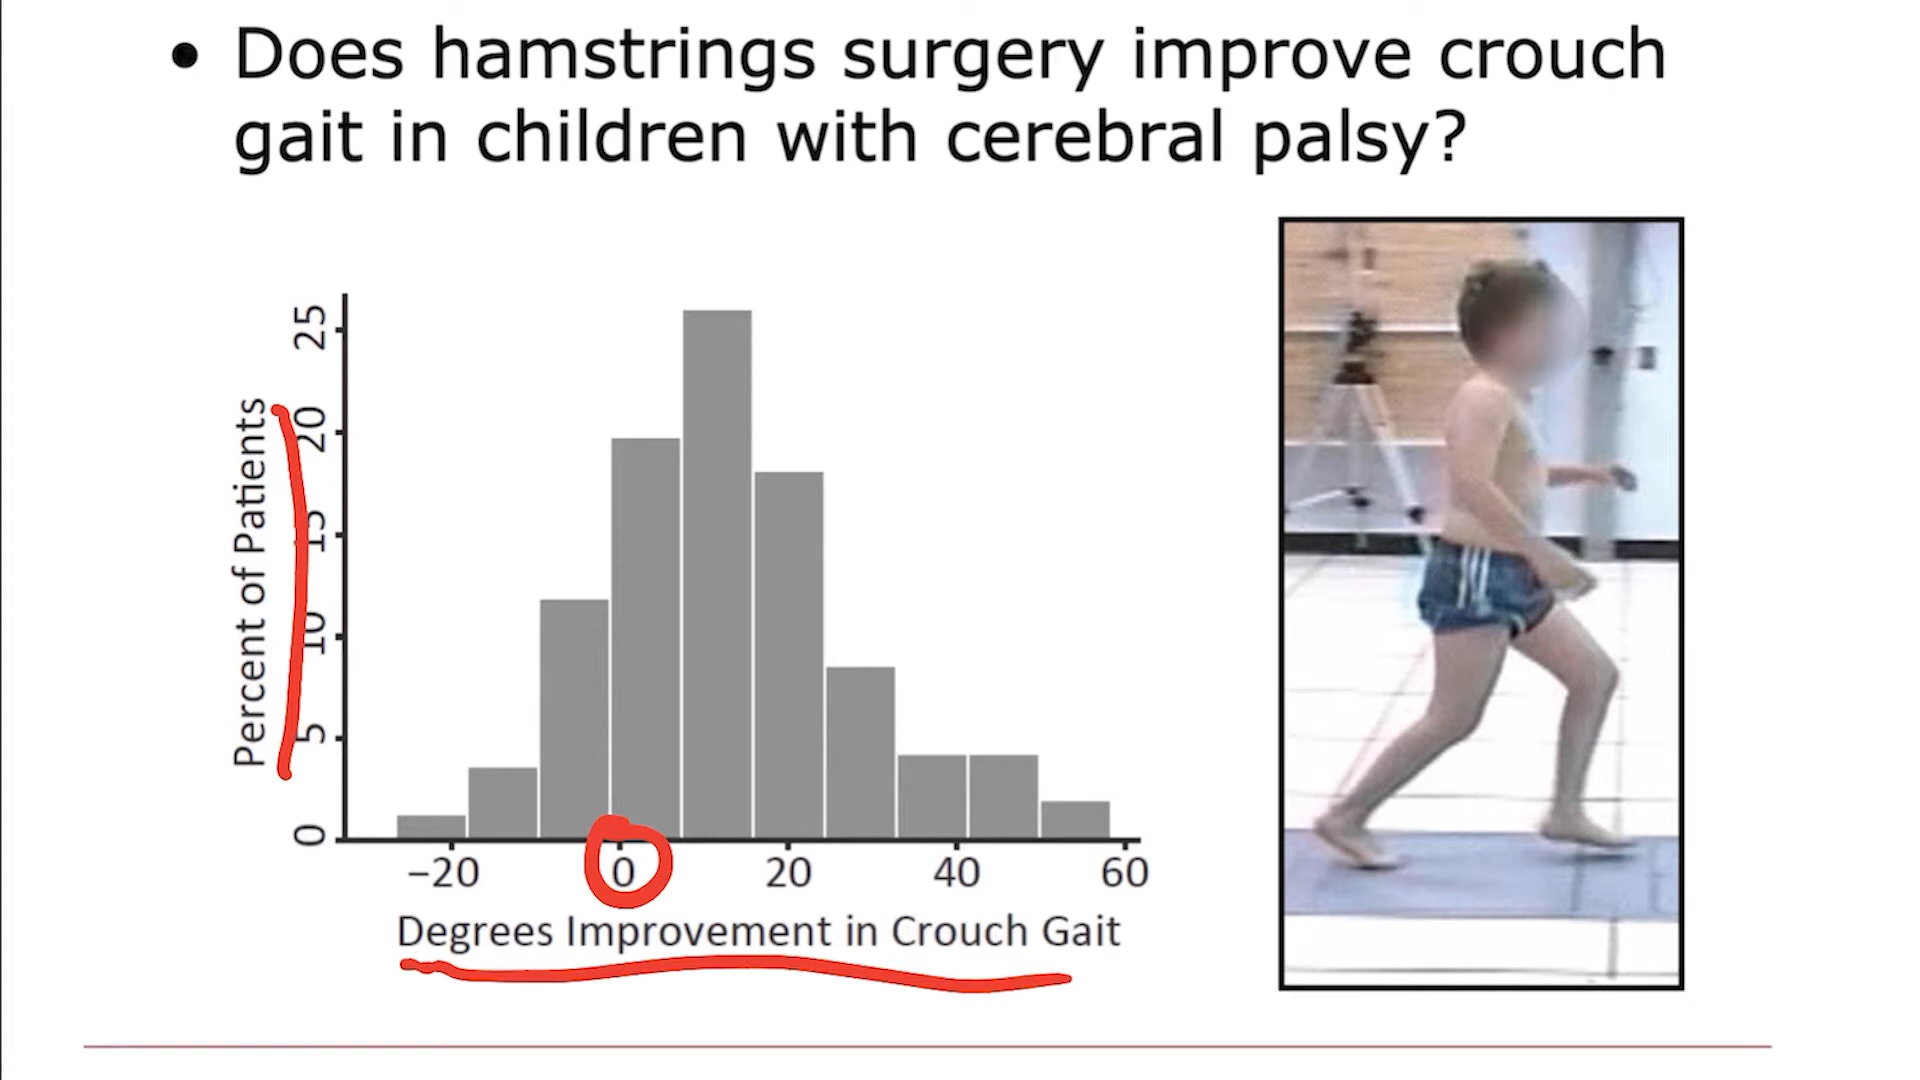 • Does hamstrings surgery improve crouch
gait in children with cerebral palsy?
Percent of Patients
25
20
15
10
5
0
−20 0 20 40 60
Degrees Improvement in Crouch Gait